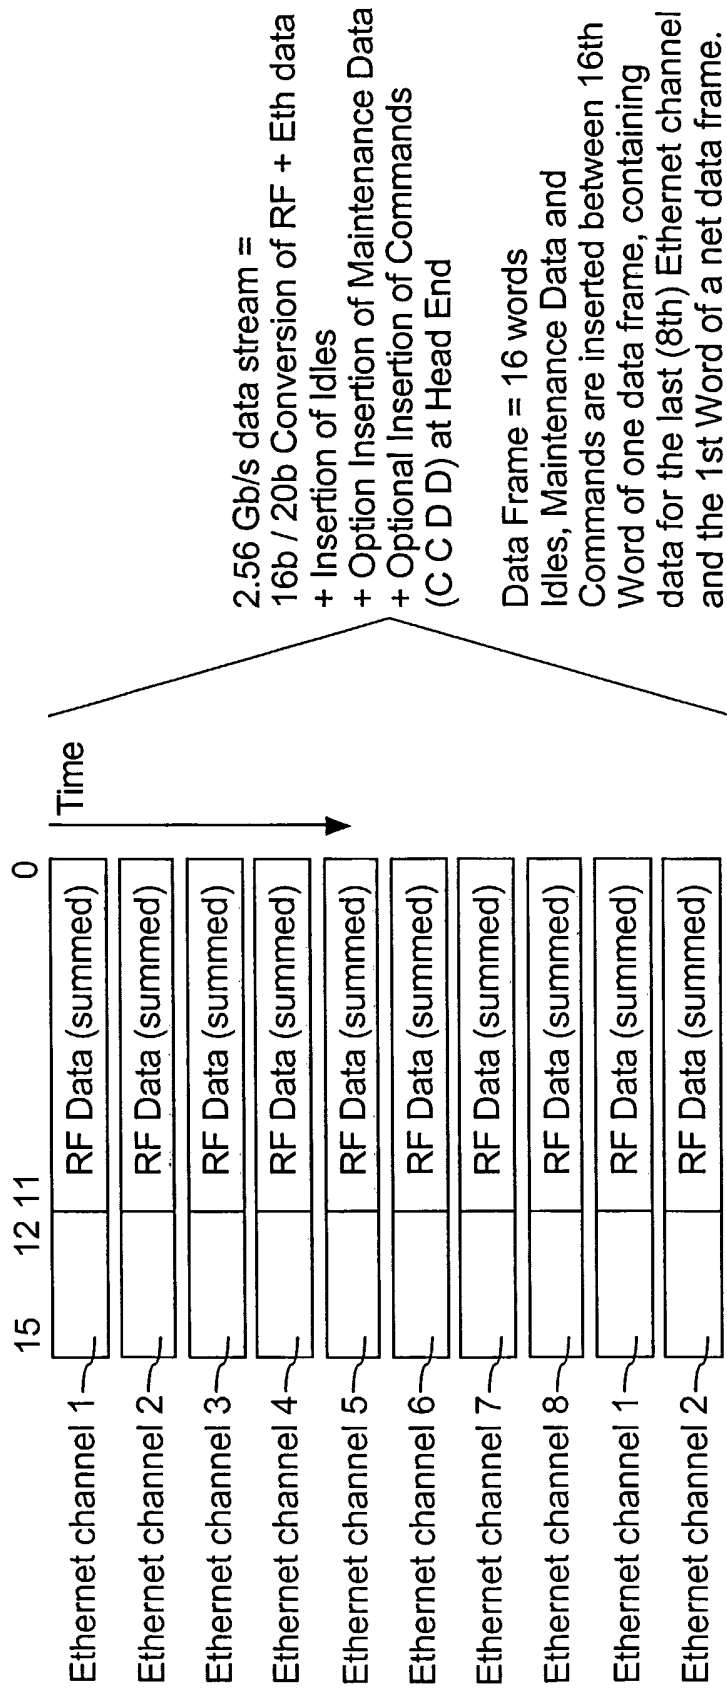 15 12 11 0
Ethernet channel 1 RF Data (summed)
Ethernet channel 2 RF Data (summed)
Ethernet channel 3 RF Data (summed)
Ethernet channel 4 RF Data (summed)
Ethernet channel 5 RF Data (summed)
Ethernet channel 6 RF Data (summed)
Ethernet channel 7 RF Data (summed)
Ethernet channel 8 RF Data (summed)
Ethernet channel 1 RF Data (summed)
Ethernet channel 2 RF Data (summed)
Time
2.56 Gb/s data stream =
16b / 20b Conversion of RF + Eth data
+ Insertion of Idles
+ Option Insertion of Maintenance Data
+ Optional Insertion of Commands
(C C D D) at Head End
Data Frame = 16 words
Idles, Maintenance Data and
Commands are inserted between 16th
Word of one data frame, containing
data for the last (8th) Ethernet channel
and the 1st Word of a net data frame.